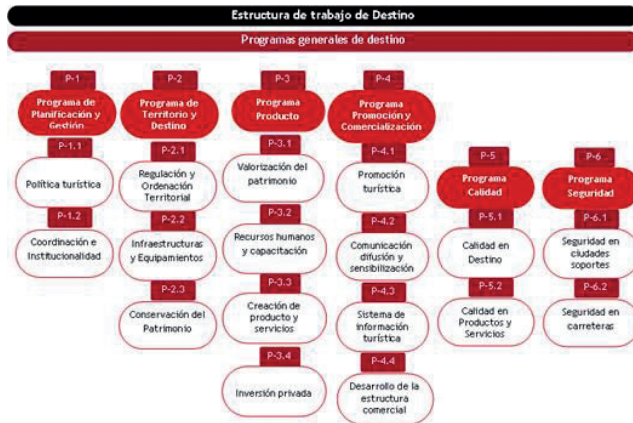 Estructura de trabajo de Destino
Programas generales de destino
P-1
Programa de
Planificación y
Gestión
P-1.1
Política turística
P-1.2
Coordinación e
Institucionalidad
P-2
Programa de
Territorio y
Destino
P-2.1
Regulación y
Ordenación
Territorial
P-2.2
Infraestructuras y
Equipamientos
P-2.3
Conservación del
Patrimonio
P-3
Programa
Producto
P-3.1
Valorización del
patrimonio
P-3.2
Recursos humanos
y capacitación
P-3.3
Creación de
producto y
servicios
P-3.4
Inversión privada
P-4
Programa
Promoción y
Comercialización
P-4.1
Promoción
turística
P-4.2
Comunicación
difusión y
sensibilización
P-4.3
Sistema de
información
turística
P-4.4
Desarrollo de la
estructura
comercial
P-5
Programa
Calidad
P-5.1
Calidad en
Destino
P-5.2
Calidad en
Productos y
Servicios
P-6
Programa
Seguridad
P-6.1
Seguridad en
ciudades
soportes
P-6.2
Seguridad en
carreteras